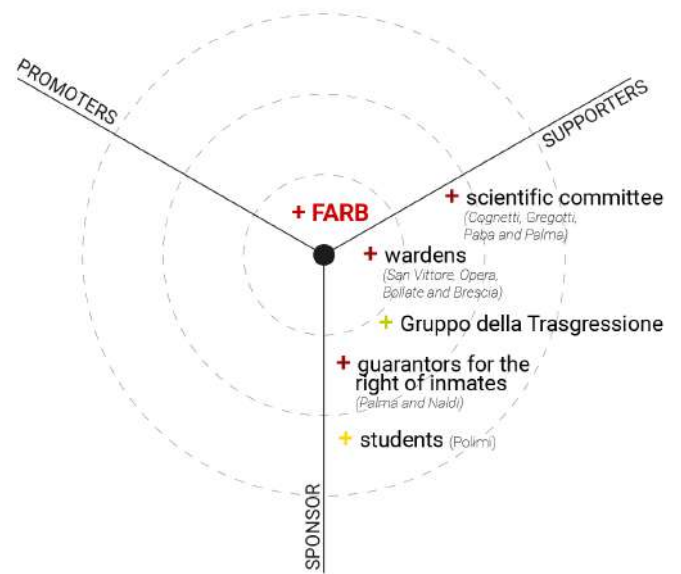 PROMOTERS
SUPPORTERS
+ FARB
+ scientific committee
(Cognetti, Gregotti,
Paba and Palma)
+ wardens
(San Vittore, Opera,
Bollate and Brescia)
+ Gruppo della Trasgressione
+ guarantors for the
right of inmates
(Palma and Naldi)
+ students (Polimi)
SPONSOR